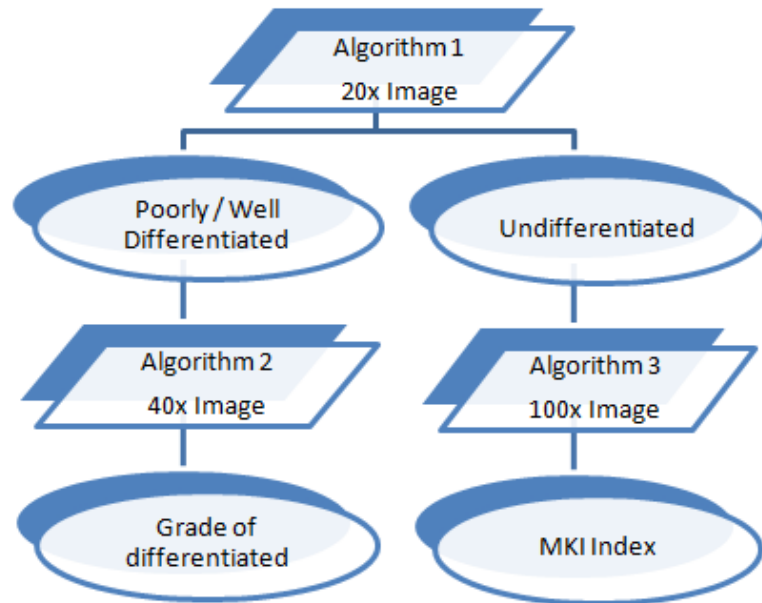 Algorithm 1
20x Image
Poorly / Well
Differentiated
Undifferentiated
Algorithm 2
40x Image
Algorithm 3
100x Image
Grade of
differentiated
MKI Index